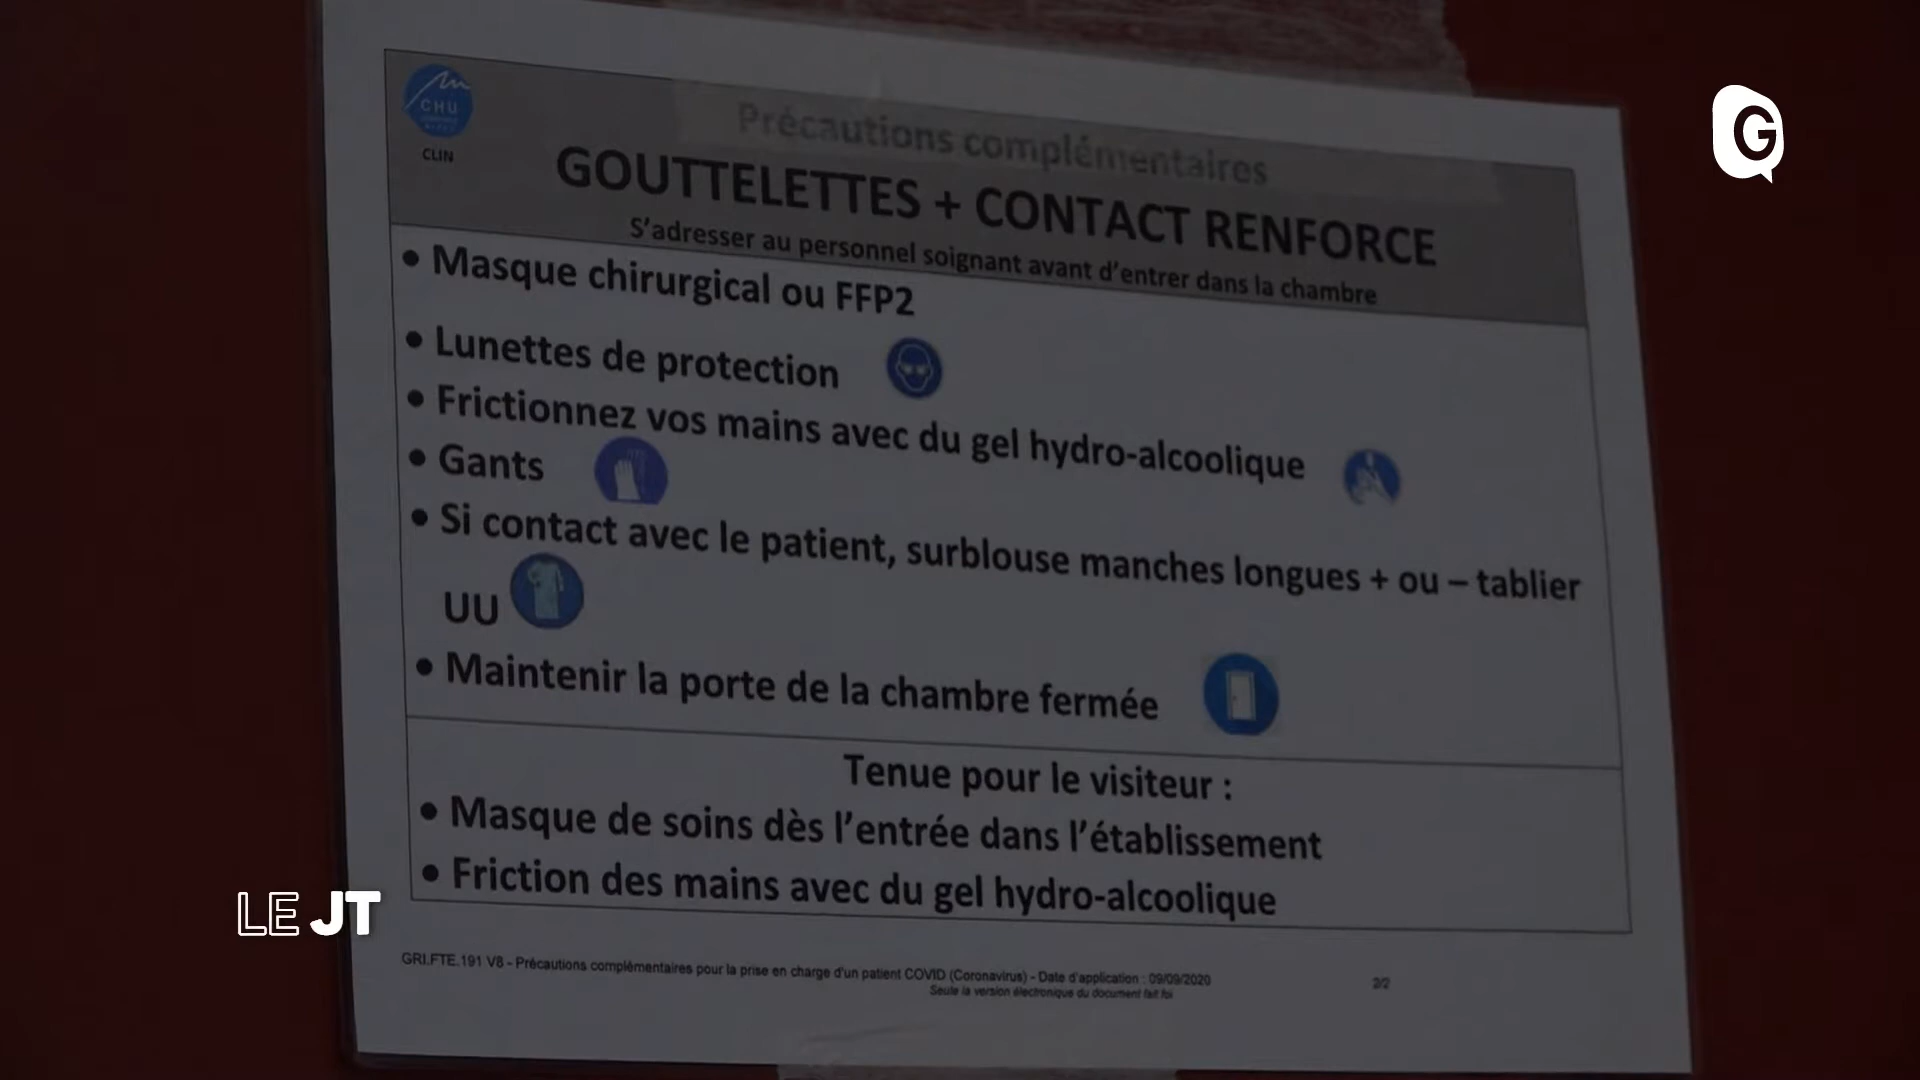 G
CHU
CLIN
Précautions complémentaires
GOUTTELETTES + CONTACT RENFORCE
S'adresser au personnel soignant avant d'entrer dans la chambre
• Masque chirurgical ou FFP2
• Lunettes de protection
• Frictionnez vos mains avec du gel hydro-alcoolique
• Gants
• Si contact avec le patient, surblouse manches longues + ou – tablier
UU
• Maintenir la porte de la chambre fermée
Tenue pour le visiteur :
• Masque de soins dès l'entrée dans l'établissement
• Friction des mains avec du gel hydro-alcoolique
LE JT
GRI.FTE.191 V8 - Précautions complémentaires pour la prise en charge d'un patient COVID (Coronavirus) - Date d'application : 09/09/2020
2/2
Seule la version électronique du document fait foi